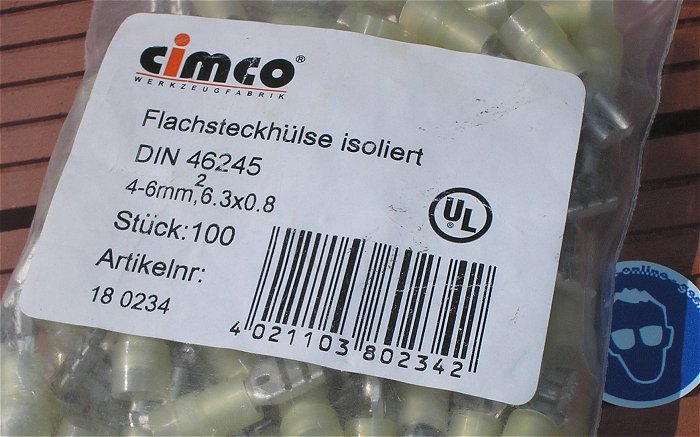 cimco®
WERKZEUGFABRIK
Flachsteckhülse isoliert
DIN 46245
4-6mm²,6.3x0.8
Stück:100
Artikelnr:
18 0234
UL
4 021103 802342
online